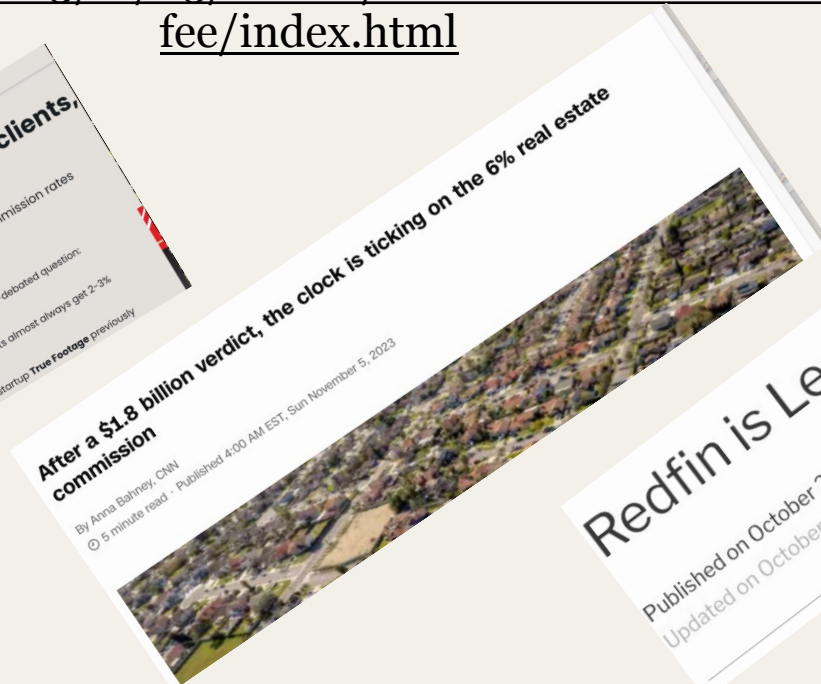 fee/index.html
clients,
mission rates
-debated question:
almost always get 2-3%
startup True Footage previously
After a $1.8 billion verdict, the clock is ticking on the 6% real estate
commission
By Anna Bahney, CNN
5 minute read · Published 4:00 AM EST, Sun November 5, 2023
Redfin is Le
Published on October
Updated on October